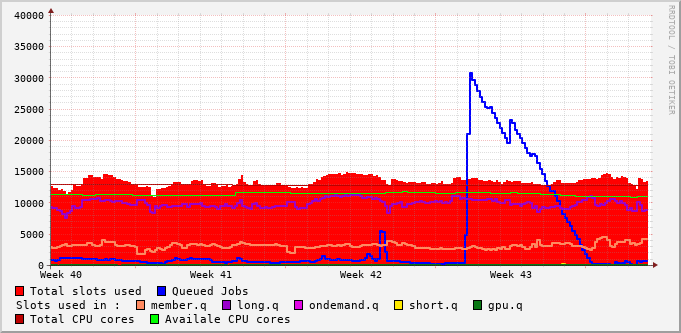 40000
35000
30000
25000
20000
15000
10000
5000
0
Week 40 Week 41 Week 42 Week 43
RRDTOOL / TOBI OETIKER
Total slots used Queued Jobs
Slots used in : member.q long.q ondemand.q short.q gpu.q
Total CPU cores Availale CPU cores